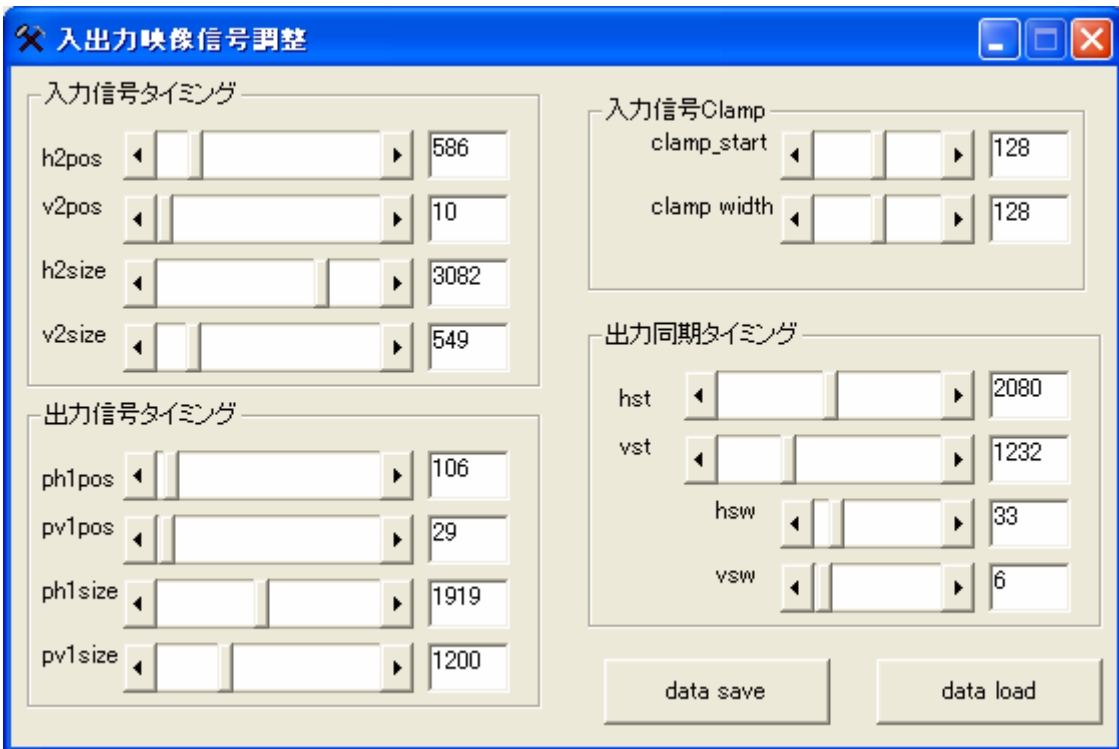 入出力映像信号調整
入力信号タイミング
h2pos 586
v2pos 10
h2size 3082
v2size 549
出力信号タイミング
ph1pos 106
pv1pos 29
ph1size 1919
pv1size 1200
入力信号Clamp
clamp_start 128
clamp width 128
出力同期タイミング
hst 2080
vst 1232
hsw 33
vsw 6
data save
data load